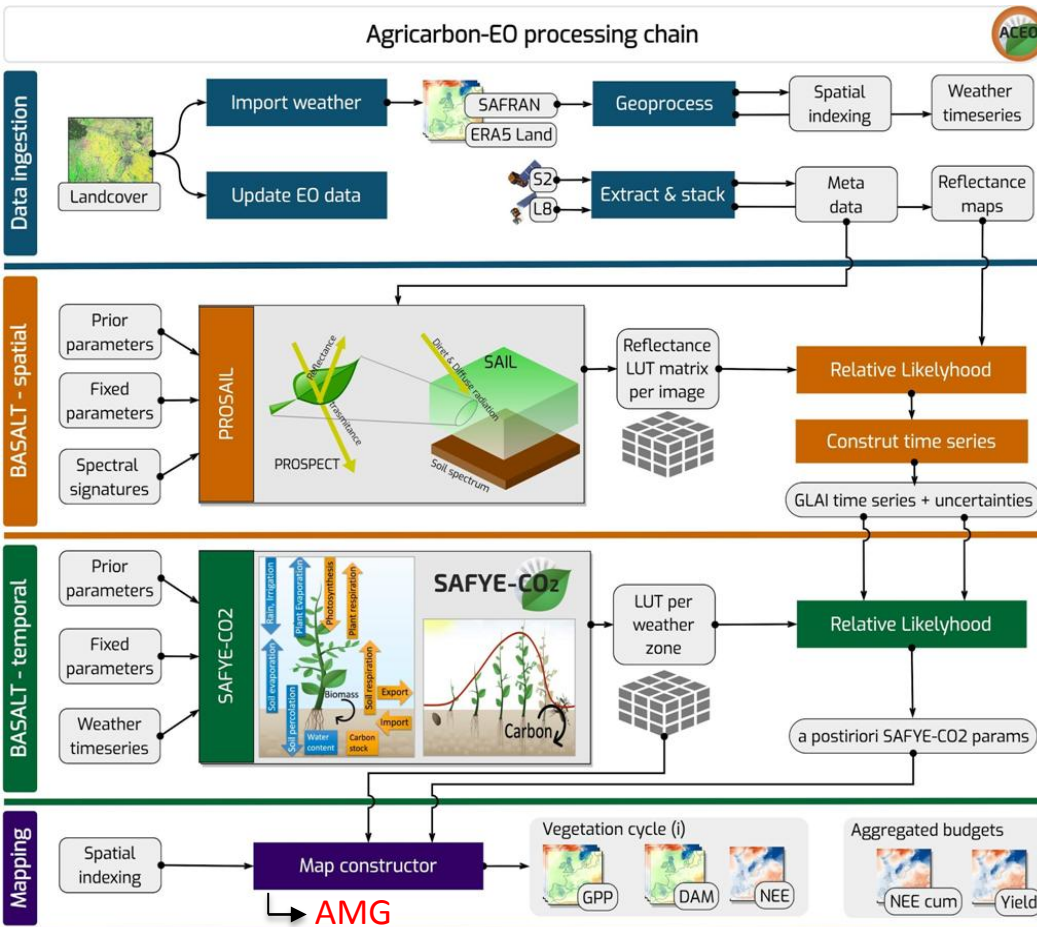 Agricarbon-EO processing chain
ACEO
Data ingestion
Import weather
SAFRAN
ERA5 Land
Geoprocess
Spatial
indexing
Weather
timeseries
Landcover
Update EO data
S2
L8
Extract & stack
Meta
data
Reflectance
maps
BASALT - spatial
Prior
parameters
Fixed
parameters
Spectral
signatures
PROSAIL
Reflectance
trasmitance
PROSPECT
Diret & Diffuse radiation
SAIL
Soil spectrum
Reflectance
LUT matrix
per image
Relative Likelyhood
Construt time series
GLAI time series + uncertainties
BASALT - temporal
Prior
parameters
Fixed
parameters
Weather
timeseries
SAFYE-CO2
Rain, Irrigation
Plant Evaporation
Photosynthesis
Plant respiration
Soil evaporation
Soil percolation
Biomass
Soil respiration
Export
Import
Water
content
Carbon
stock
SAFYE-CO2
Carbon
LUT per
weather
zone
Relative Likelyhood
a postiriori SAFYE-CO2 params
Mapping
Spatial
indexing
Map constructor
AMG
Vegetation cycle (i)
GPP
DAM
NEE
Aggregated budgets
NEE cum
Yield